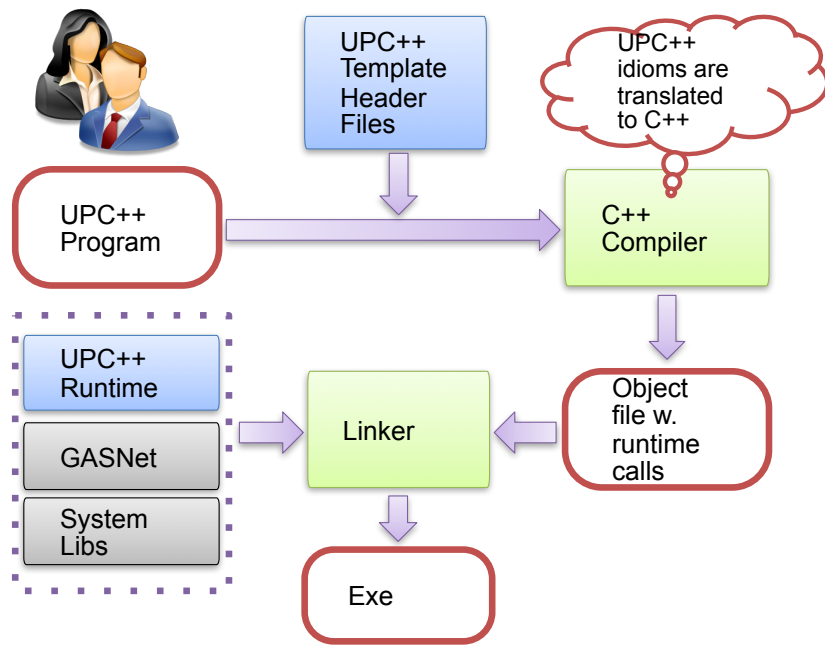 UPC++
Template
Header
Files
UPC++
idioms are
translated
to C++
UPC++
Program
C++
Compiler
UPC++
Runtime
GASNet
System
Libs
Linker
Object
file w.
runtime
calls
Exe